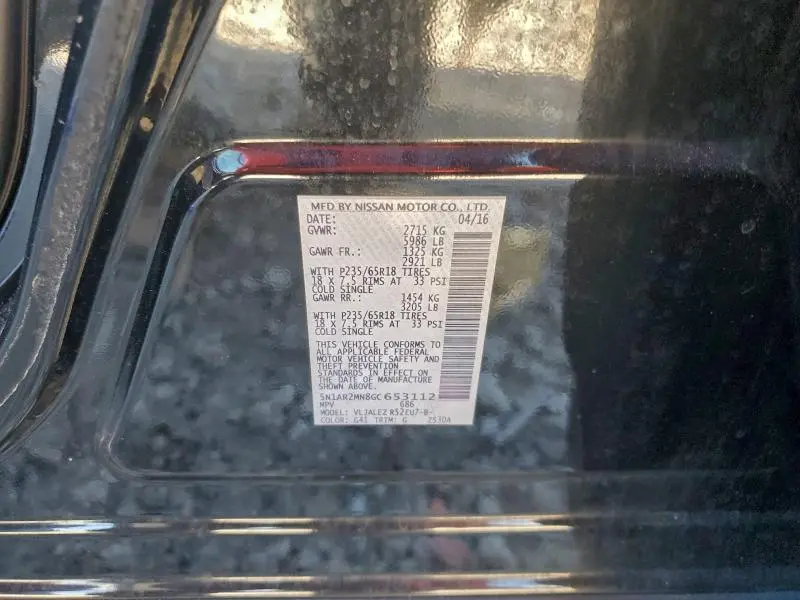 MFD BY NISSAN MOTOR CO., LTD.
DATE: 04/16
GVWR: 2715 KG
5986 LB
GAWR FR.: 1325 KG
2921 LB
WITH P235/65R18 TIRES
18 X 7.5 RIMS AT 33 PSI
COLD SINGLE
GAWR RR.: 1454 KG
3205 LB
WITH P235/65R18 TIRES
18 X 7.5 RIMS AT 33 PSI
COLD SINGLE
THIS VEHICLE CONFORMS TO
ALL APPLICABLE FEDERAL
MOTOR VEHICLE SAFETY AND
THEFT PREVENTION
STANDARDS IN EFFECT ON
THE DATE OF MANUFACTURE
SHOWN ABOVE.
5N1AR2MN8GC653112
MPV 686
MODEL: VLJALEZ R52EU7-B-
COLOR: G41 TRIM: G 2530A